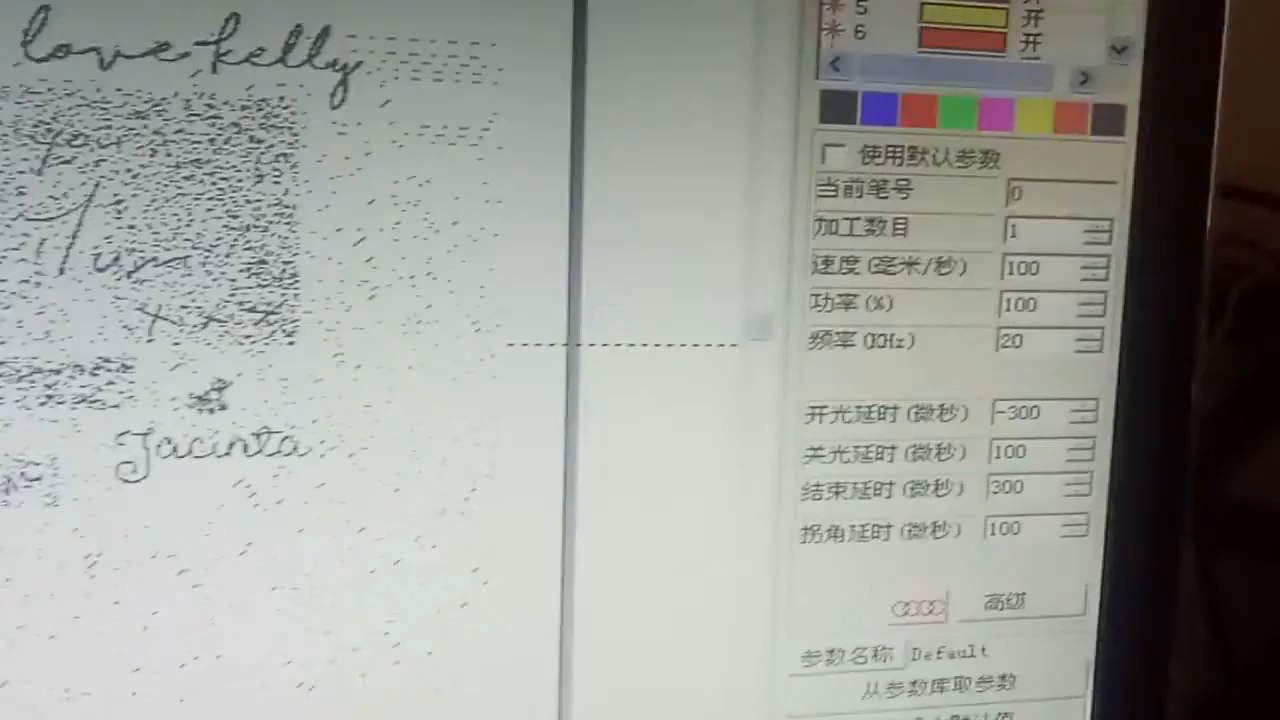 love kelly
you
xxx
Jacinta
5 开
6 开
使用默认参数
当前笔号 0
加工数目 1
速度(毫米/秒) 100
功率(%) 100
频率(KHz) 20
开光延时(微秒) -300
关光延时(微秒) 100
结束延时(微秒) 300
拐角延时(微秒) 100
高级
参数名称 Default
从参数库取参数